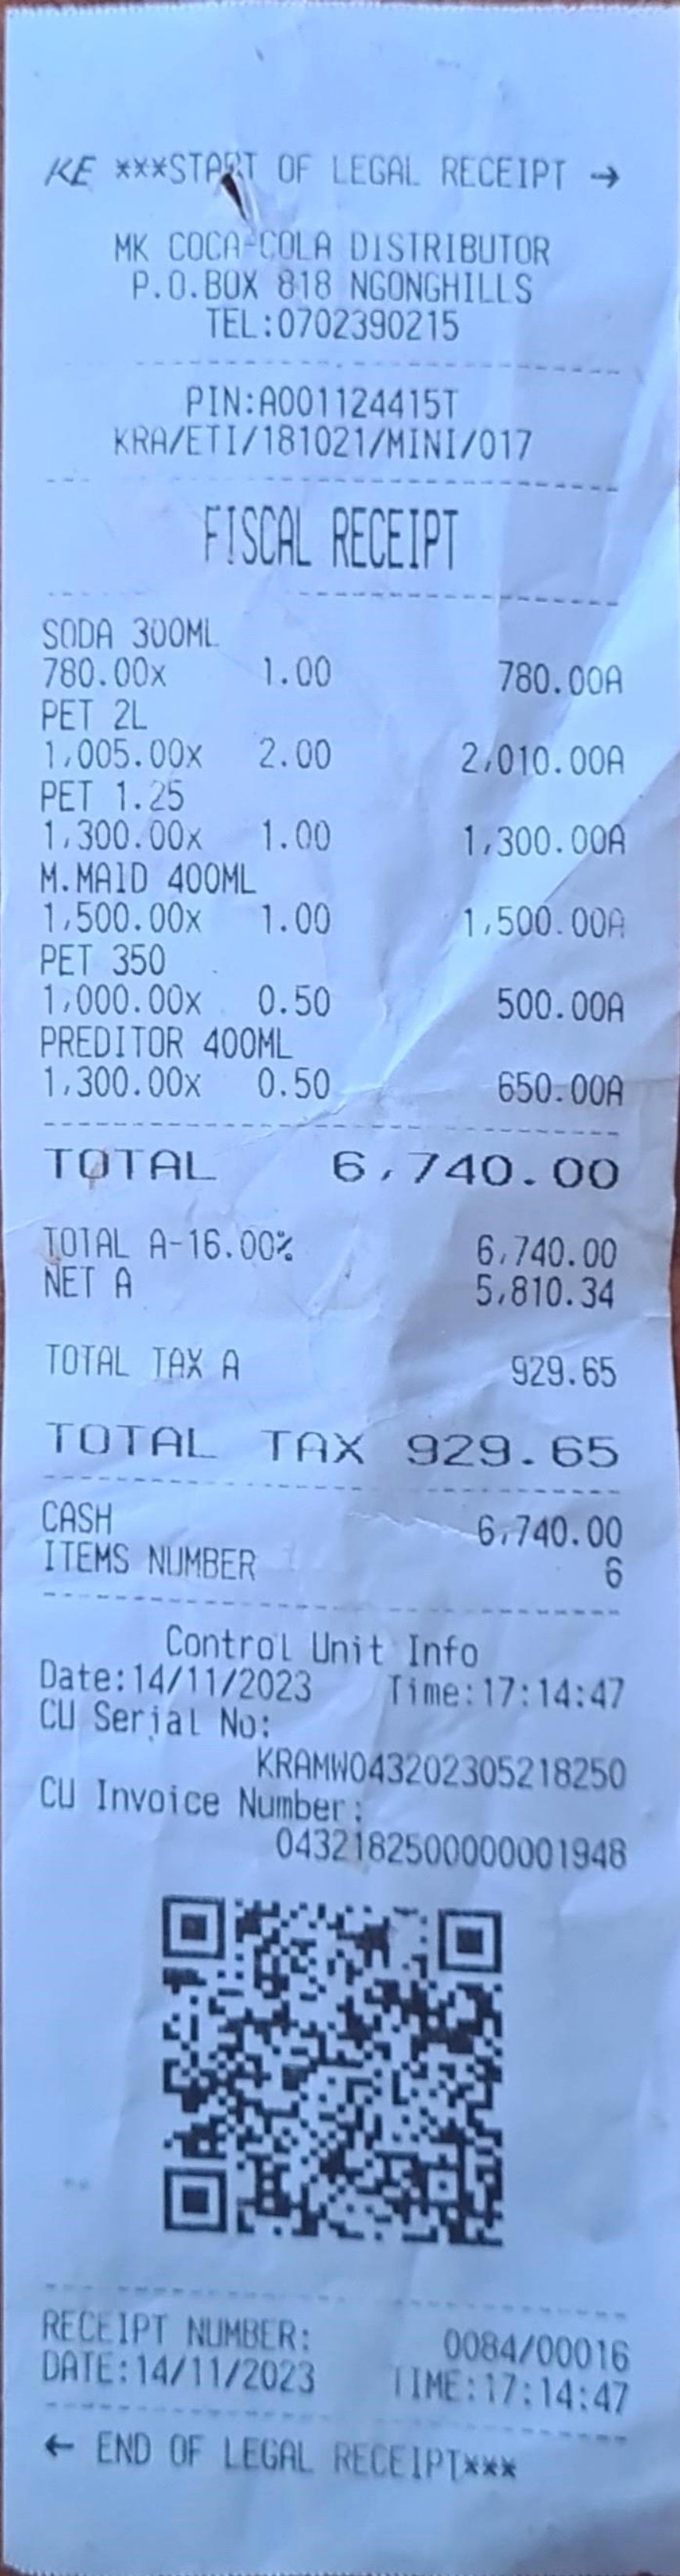 KE ***START OF LEGAL RECEIPT →
MK COCA-COLA DISTRIBUTOR
P.O.BOX 818 NGONGHILLS
TEL:0702390215
PIN:A001124415T
KRA/ETI/181021/MINI/017
FISCAL RECEIPT
SODA 300ML
780.00x 1.00 780.00A
PET 2L
1,005.00x 2.00 2,010.00A
PET 1.25
1,300.00x 1.00 1,300.00A
M.MAID 400ML
1,500.00x 1.00 1,500.00A
PET 350
1,000.00x 0.50 500.00A
PREDITOR 400ML
1,300.00x 0.50 650.00A
TOTAL 6,740.00
TOTAL A-16.00% 6,740.00
NET A 5,810.34
TOTAL TAX A 929.65
TOTAL TAX 929.65
CASH 6,740.00
ITEMS NUMBER 6
Control Unit Info
Date:14/11/2023 Time:17:14:47
CU Serial No:
KRAMW043202305218250
CU Invoice Number:
0432182500000001948
RECEIPT NUMBER: 0084/00016
DATE:14/11/2023 TIME:17:14:47
← END OF LEGAL RECEIPT***